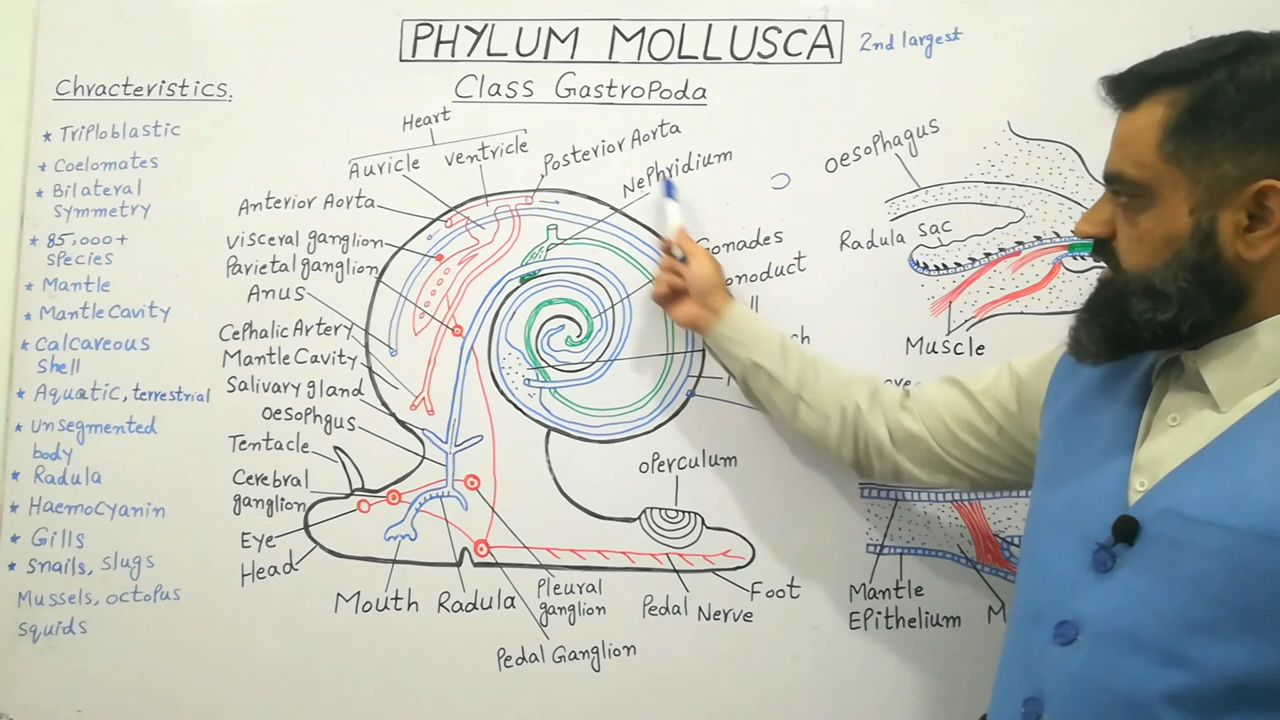 PHYLUM MOLLUSCA
2nd largest
Class GastroPoda
Chvacteristics.
* TriPloblastic
* Coelomates
* Bilateral
Symmetry
* 85,000+
SPecies
* Mantle
* Mantle Cavity
* Calcaveous
Shell
* Aquatic, terrestrial
* unsegmented
body
* Radula
* Haemocyanin
* Gills
* Snails, slugs
Mussels, octoPus
squids
Heart
Auricle
ventricle
Posterior Aorta
Nephridium
Anterior Aorta
visceral ganglion
Parietal ganglion
Anus
Cephalic Artery
Mantle Cavity
Salivary gland
oesophgus
Tentacle
Cerebral
ganglion
Eye
Head
Mouth
Radula
Pleural
ganglion
Pedal Ganglion
Pedal Nerve
Foot
oPerculum
Gonades
onoduct
oesophagus
Radula sac
Muscle
Mantle
EPithelium
M